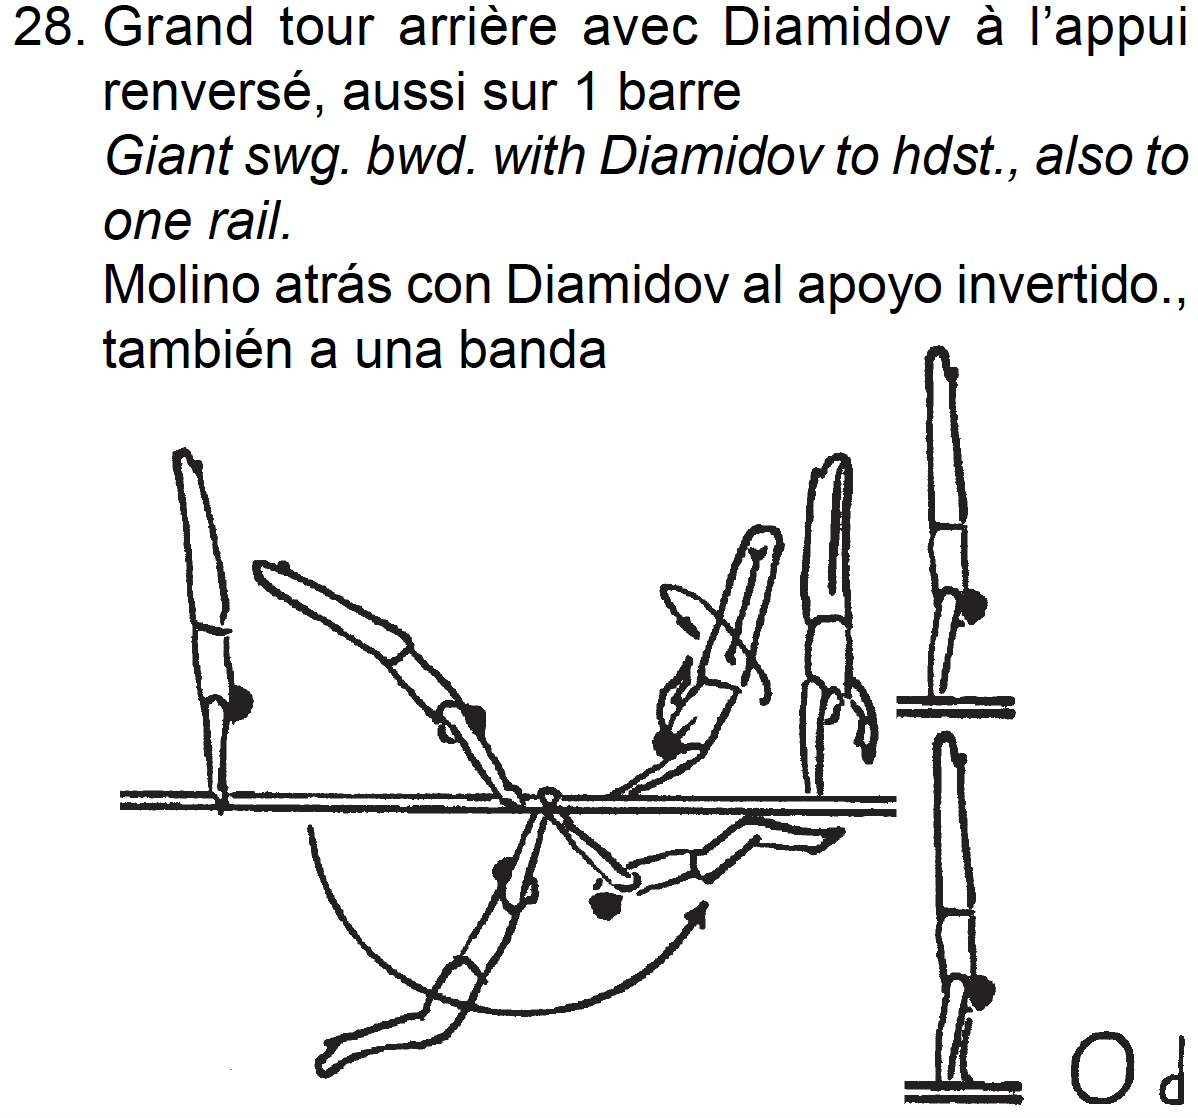 28. Grand tour arrière avec Diamidov à l’appui
renversé, aussi sur 1 barre
Giant swg. bwd. with Diamidov to hdst., also to
one rail.
Molino atrás con Diamidov al apoyo invertido.,
también a una banda